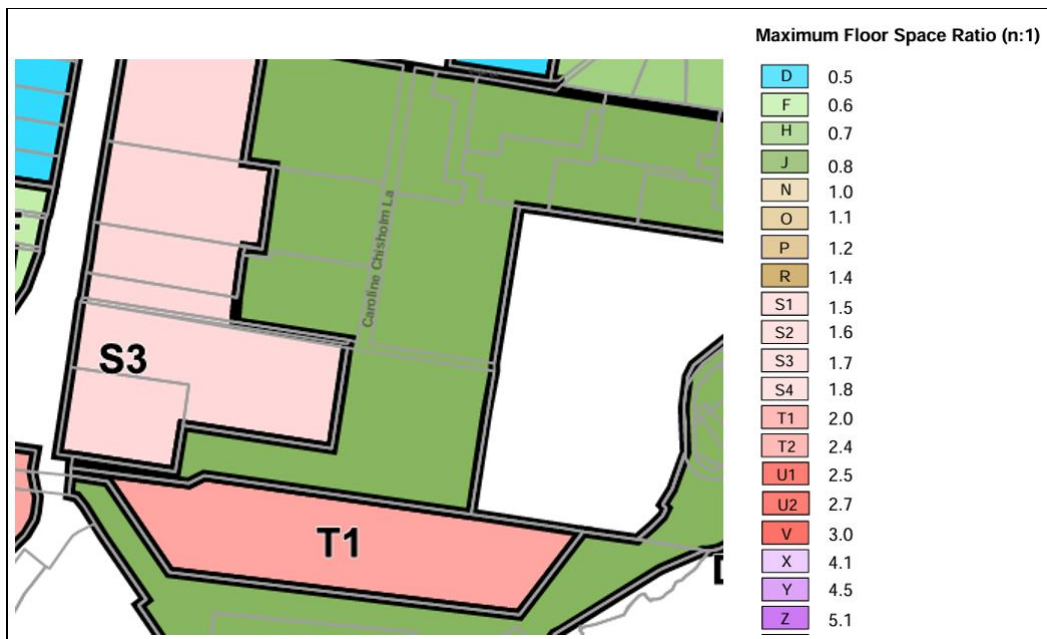 Maximum Floor Space Ratio (n:1)
D 0.5
F 0.6
H 0.7
J 0.8
N 1.0
O 1.1
P 1.2
R 1.4
S1 1.5
S2 1.6
S3 1.7
S4 1.8
T1 2.0
T2 2.4
U1 2.5
U2 2.7
V 3.0
X 4.1
Y 4.5
Z 5.1
Caroline Chisholm La
S3
T1